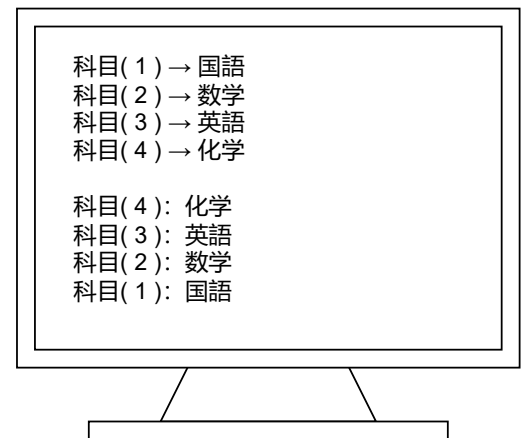 科目( 1 ) → 国語
科目( 2 ) → 数学
科目( 3 ) → 英語
科目( 4 ) → 化学
科目( 4 ): 化学
科目( 3 ): 英語
科目( 2 ): 数学
科目( 1 ): 国語